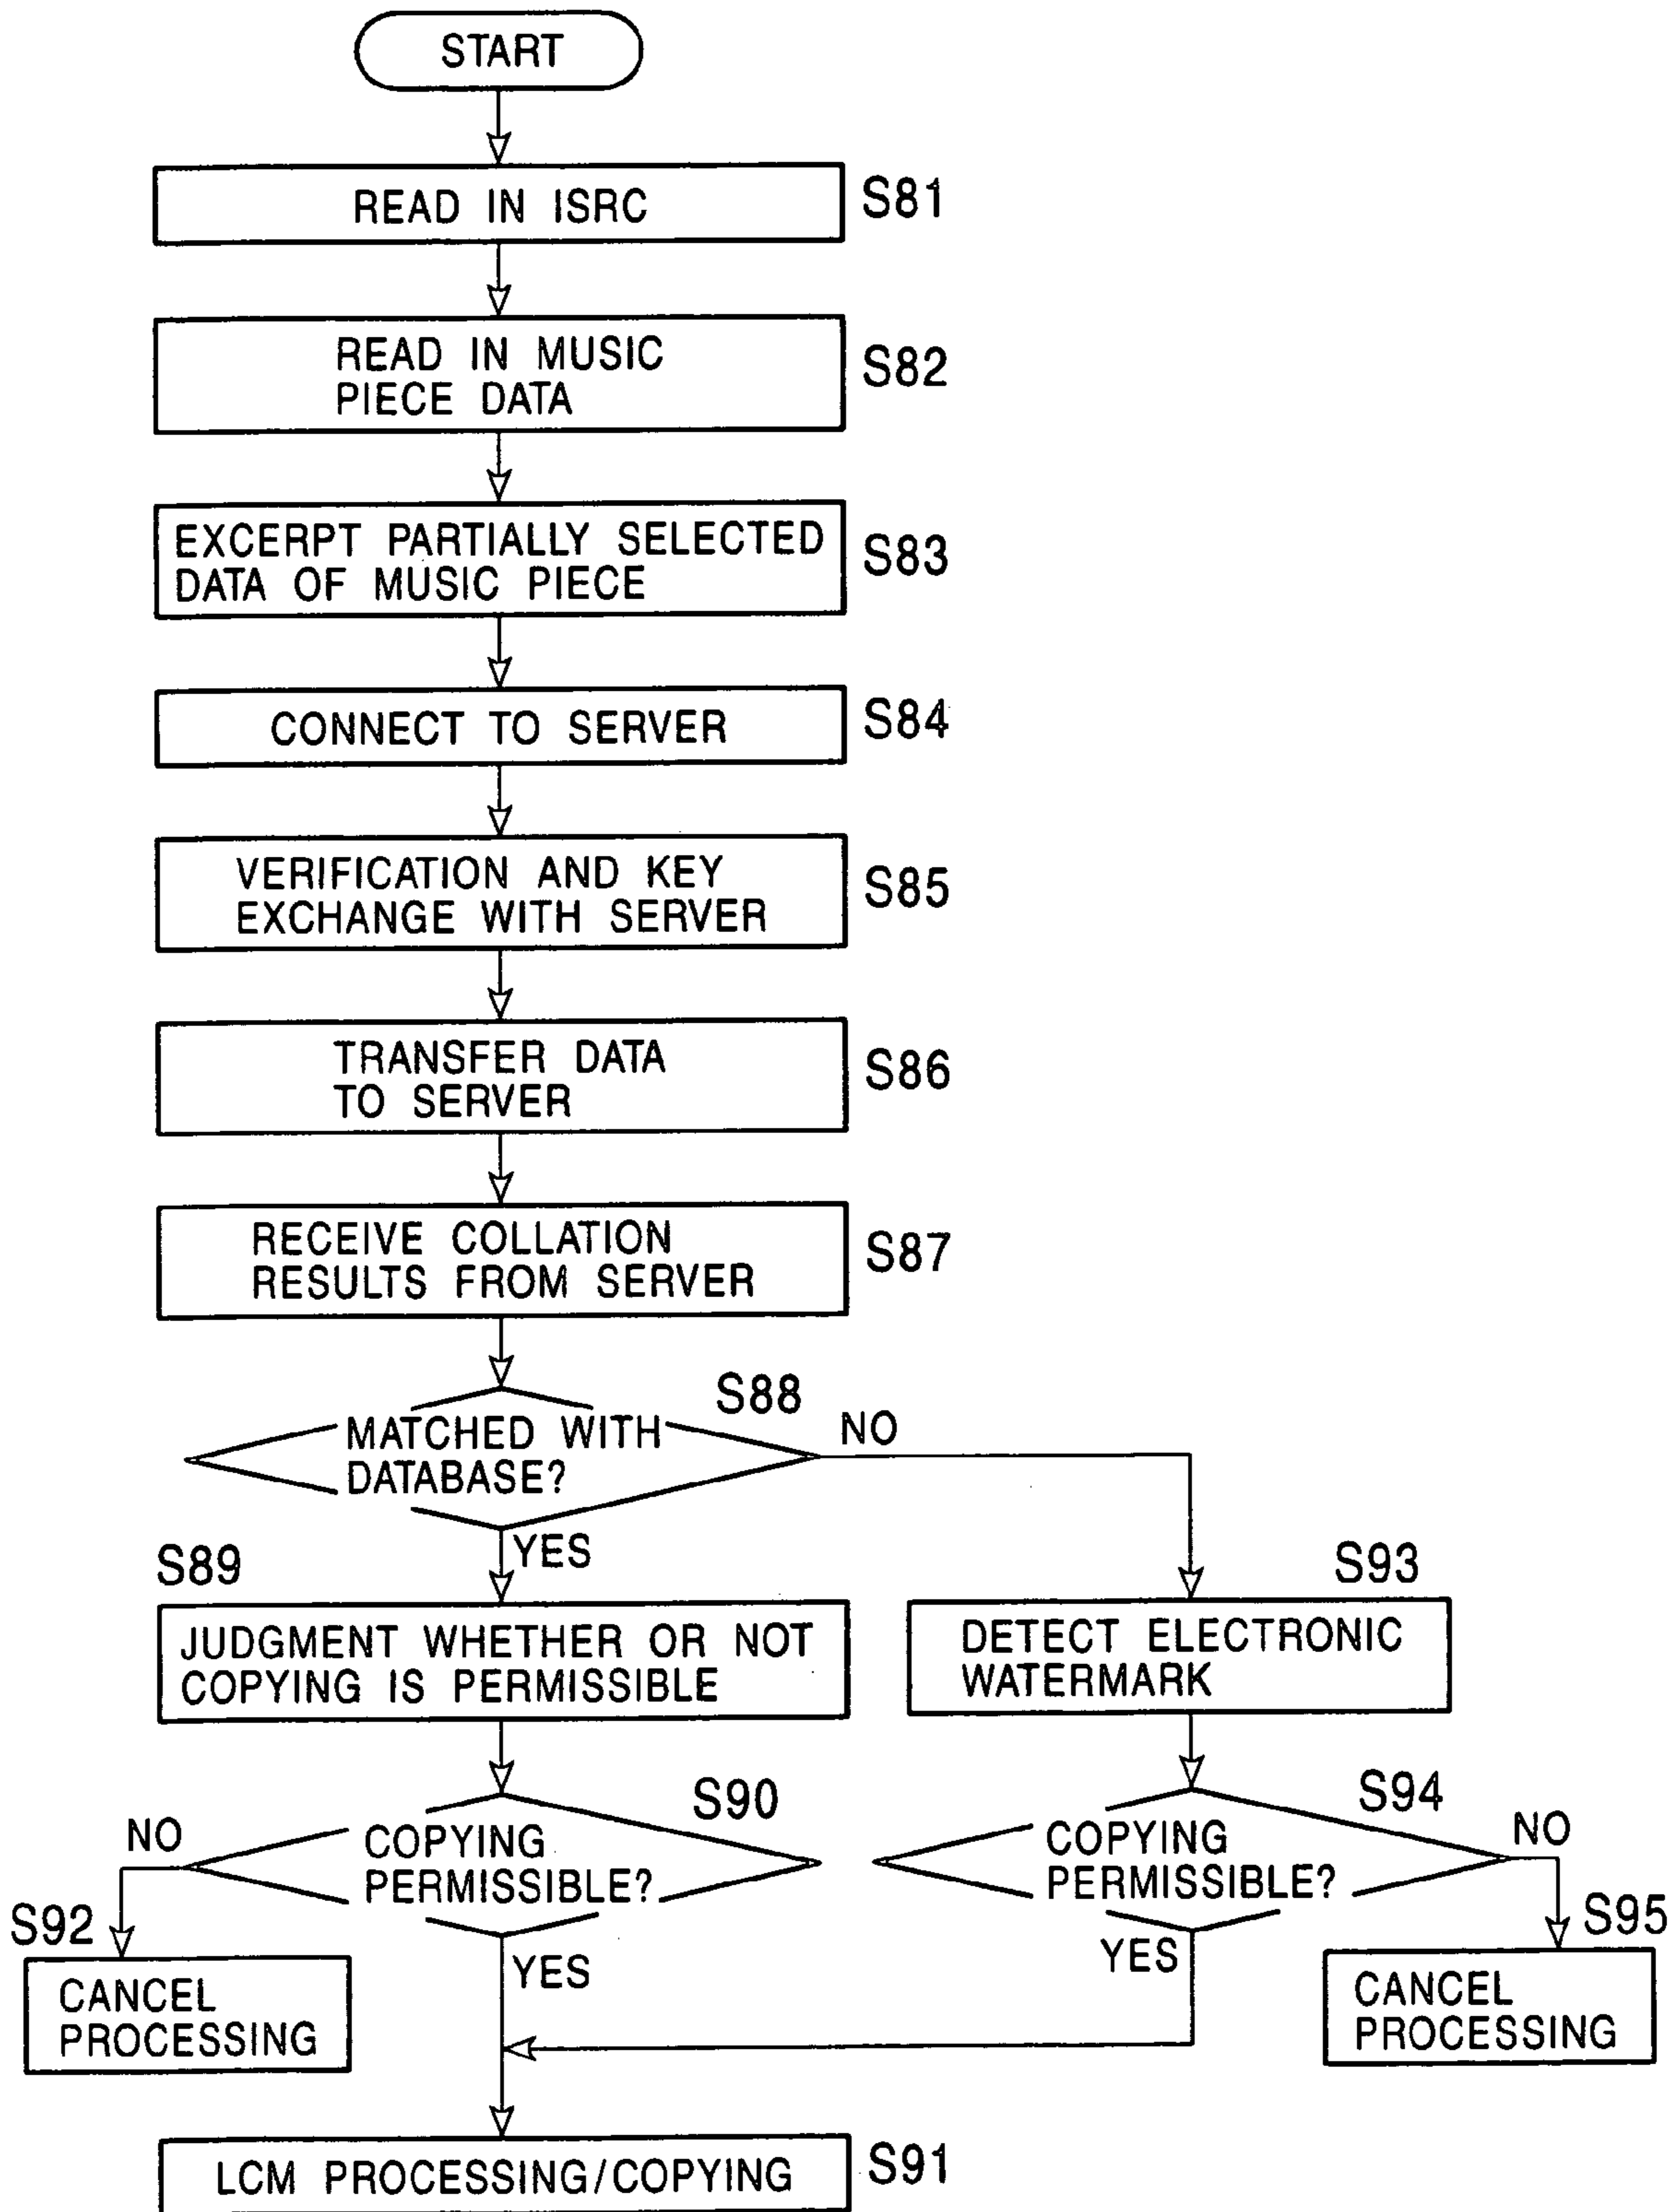 START
READ IN ISRC
S81
READ IN MUSIC
PIECE DATA
S82
EXCERPT PARTIALLY SELECTED
DATA OF MUSIC PIECE
S83
CONNECT TO SERVER
S84
VERIFICATION AND KEY
EXCHANGE WITH SERVER
S85
TRANSFER DATA
TO SERVER
S86
RECEIVE COLLATION
RESULTS FROM SERVER
S87
S88
MATCHED WITH
DATABASE?
NO
YES
S89
JUDGMENT WHETHER OR NOT
COPYING IS PERMISSIBLE
S93
DETECT ELECTRONIC
WATERMARK
S90
COPYING
PERMISSIBLE?
NO
YES
S92
CANCEL
PROCESSING
S94
COPYING
PERMISSIBLE?
NO
YES
S95
CANCEL
PROCESSING
LCM PROCESSING/COPYING
S91